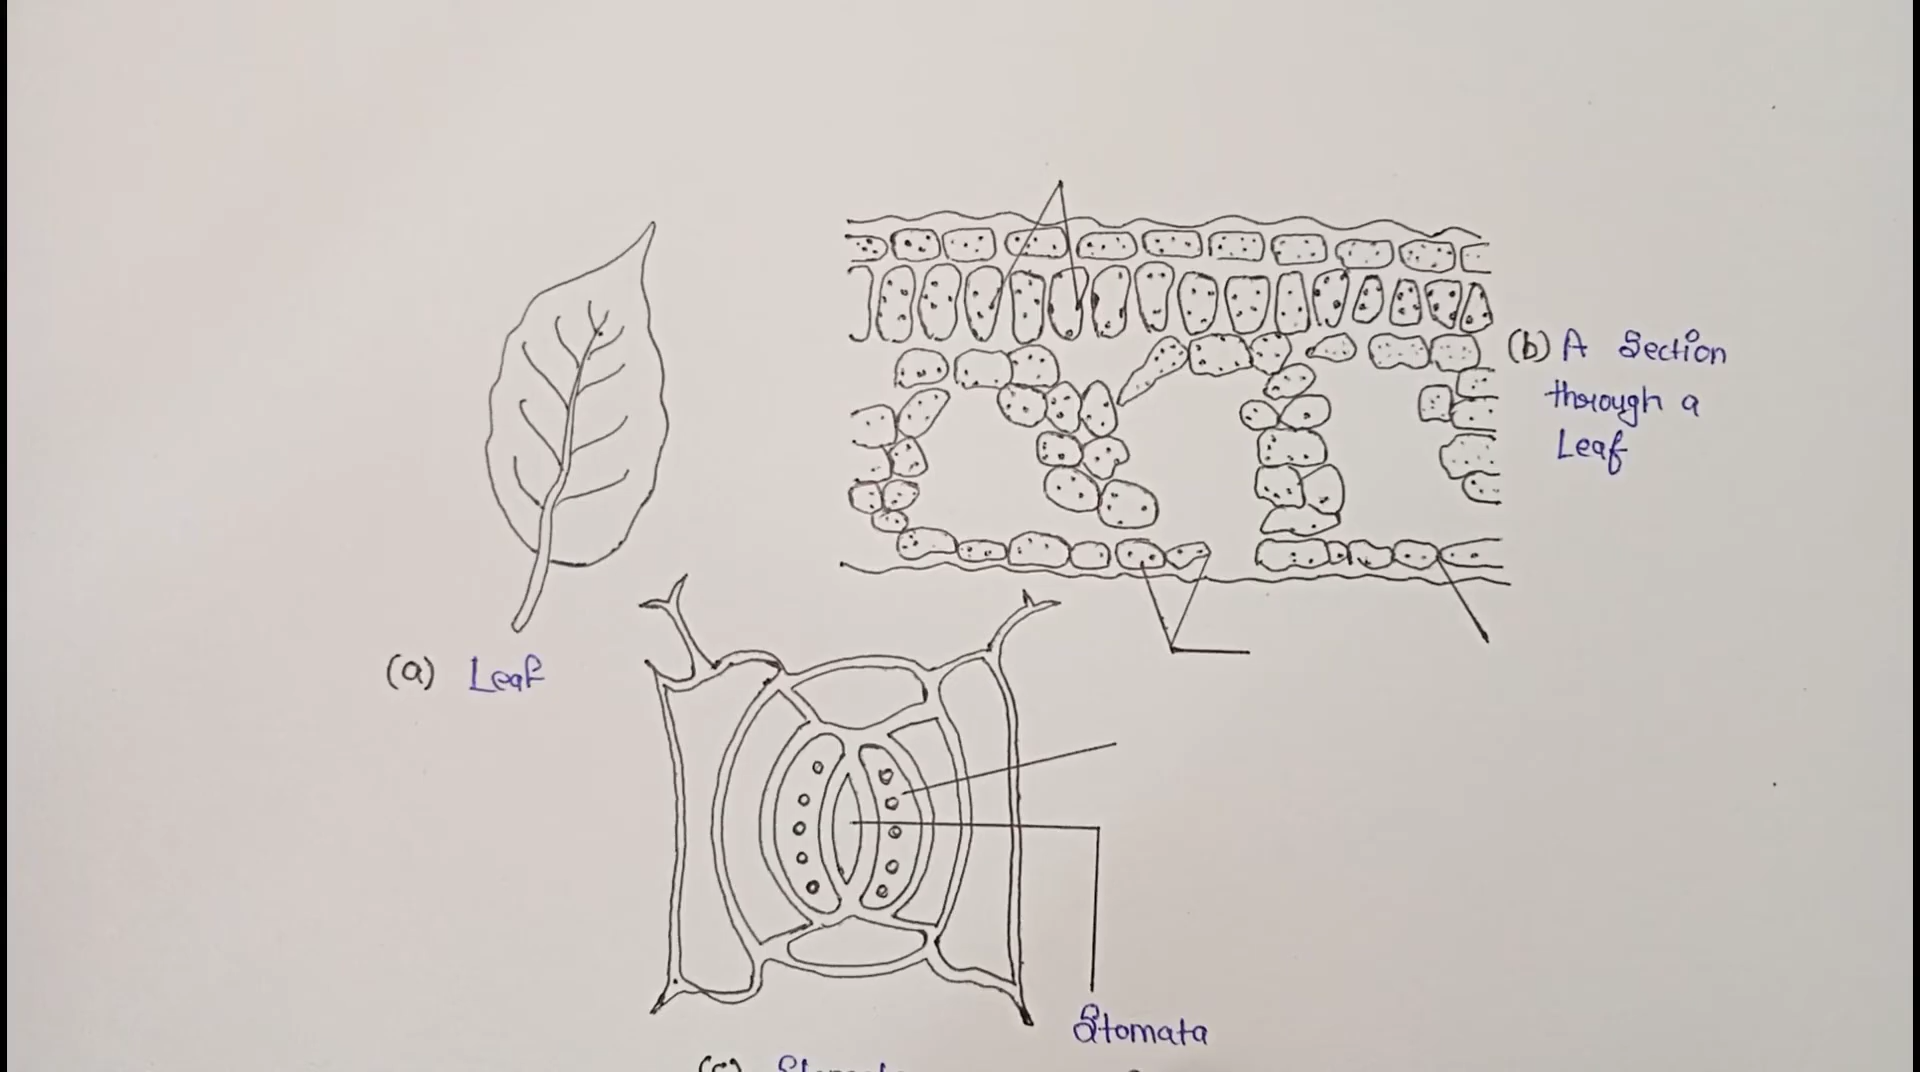 (b) A Section
through a
Leaf
(a) Leaf
Stomata
(c)